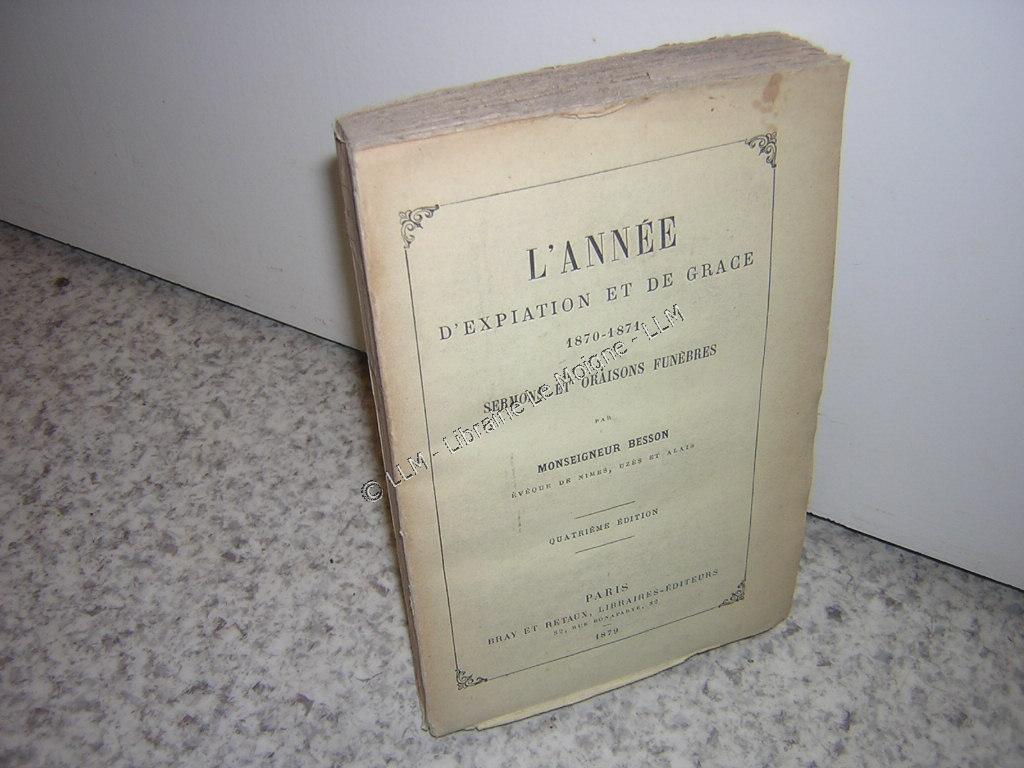 L'ANNÉE
D'EXPIATION ET DE GRACE
1870-1871
SERMONS ET ORAISONS FUNÈBRES
PAR
MONSEIGNEUR BESSON
ÉVÊQUE DE NIMES, UZÈS ET ALAIS
QUATRIÈME ÉDITION
PARIS
BRAY ET RETAUX, LIBRAIRES-ÉDITEURS
82, RUE BONAPARTE, 82
1879
© LLM - Librairie Le Moigne - LLM